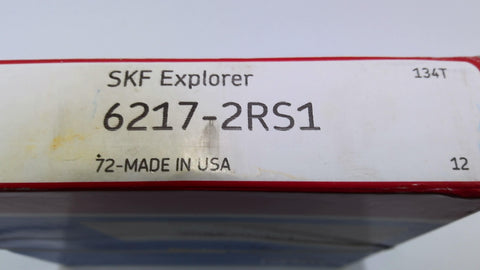 SKF Explorer
134T
6217-2RS1
72-MADE IN USA
12